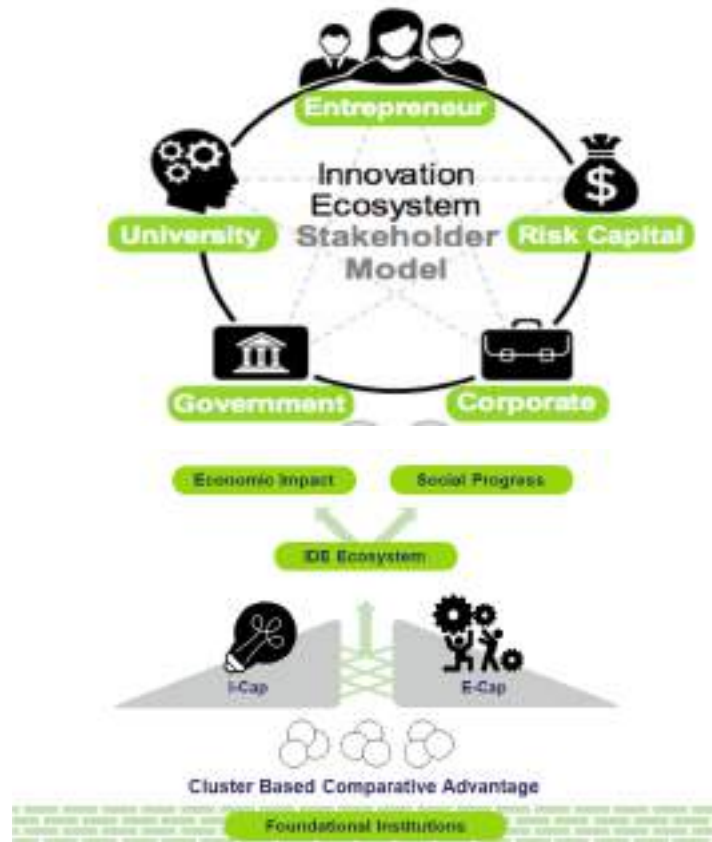 Entrepreneur
Innovation
Ecosystem
Stakeholder
Model
University
Risk Capital
$
Government
Corporate
Economic Impact
Social Progress
IDE Ecosystem
I-Cap
E-Cap
Cluster Based Comparative Advantage
Foundational Institutions